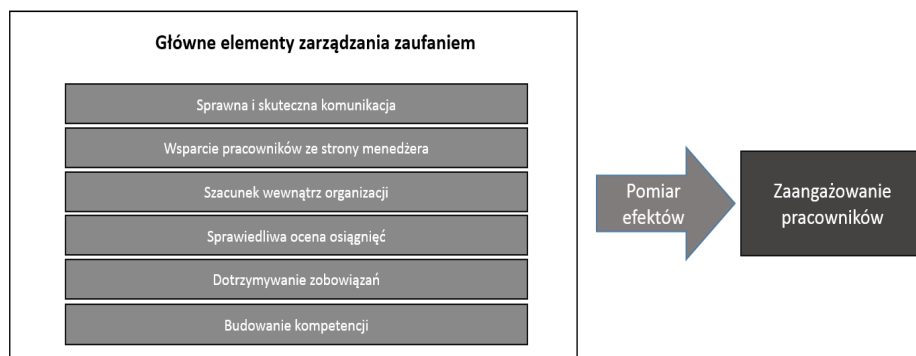 Główne elementy zarządzania zaufaniem
Sprawna i skuteczna komunikacja
Wsparcie pracowników ze strony menedżera
Szacunek wewnątrz organizacji
Sprawiedliwa ocena osiągnięć
Dotrzymywanie zobowiązań
Budowanie kompetencji
Pomiar
efektów
Zaangażowanie
pracowników